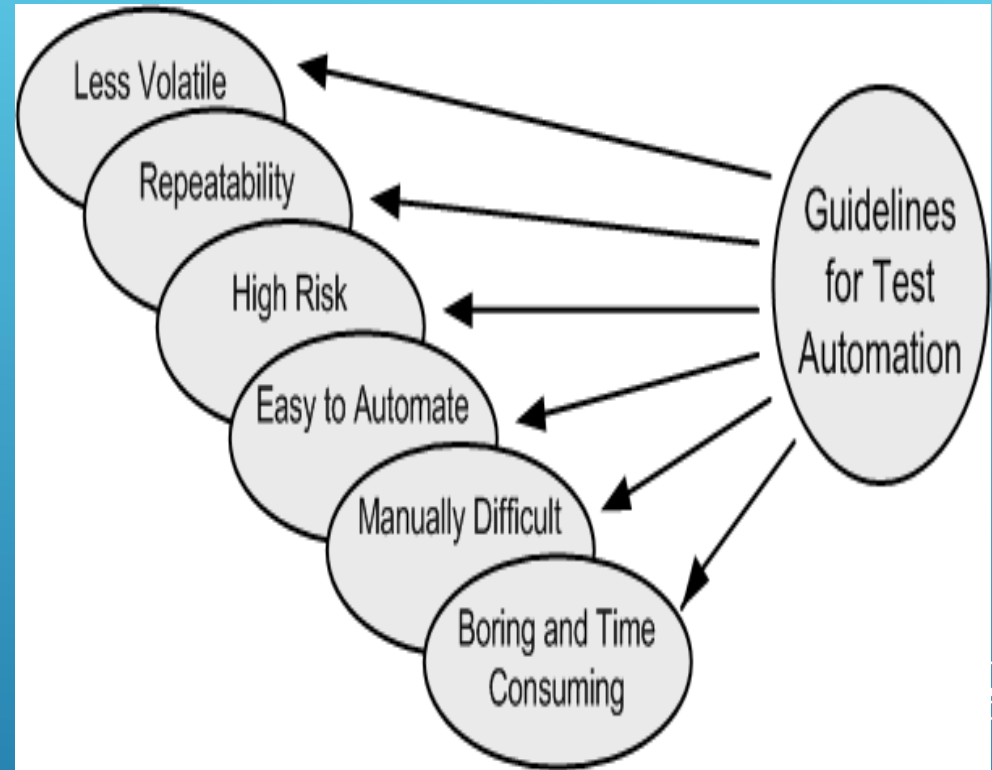 Less Volatile
Repeatability
High Risk
Easy to Automate
Manually Difficult
Boring and Time
Consuming
Guidelines
for Test
Automation